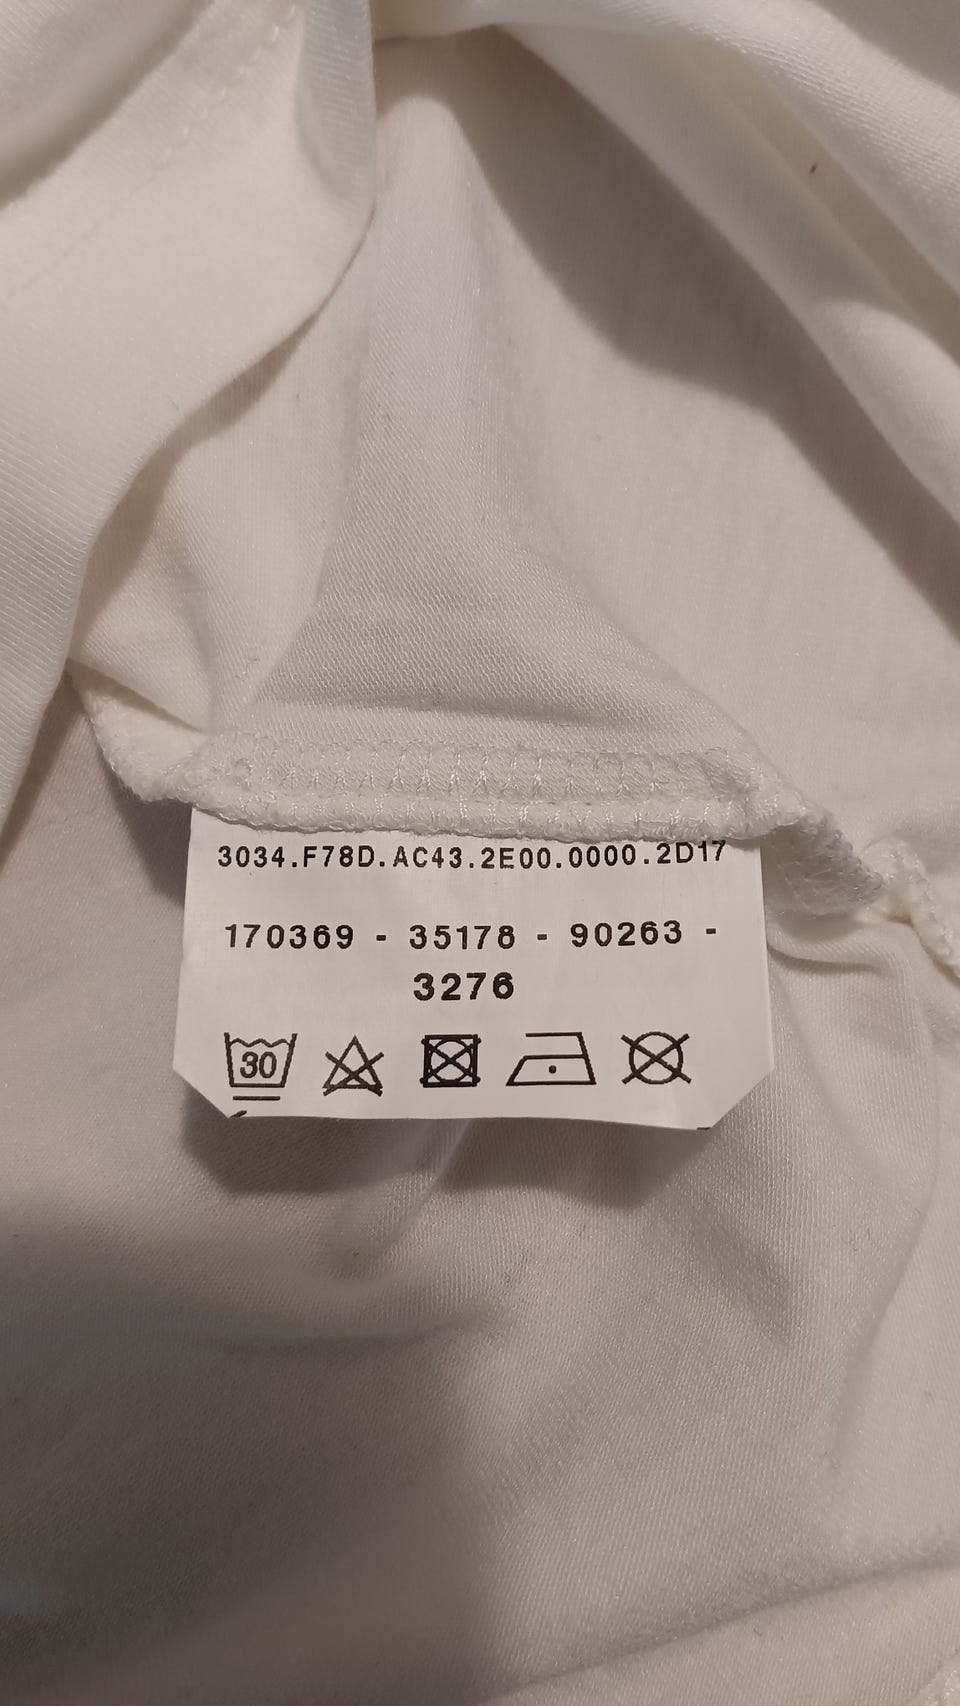 3034.F78D.AC43.2E00.0000.2D17
170369 - 35178 - 90263 -
3276
30